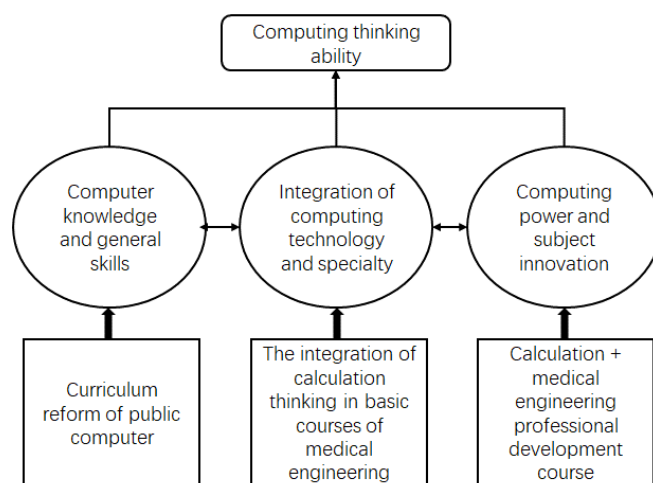 Computing thinking
ability
Computer
knowledge
and general
skills
Integration of
computing
technology
and specialty
Computing
power and
subject
innovation
Curriculum
reform of public
computer
The integration of
calculation
thinking in basic
courses of
medical
engineering
Calculation +
medical
engineering
professional
development
course